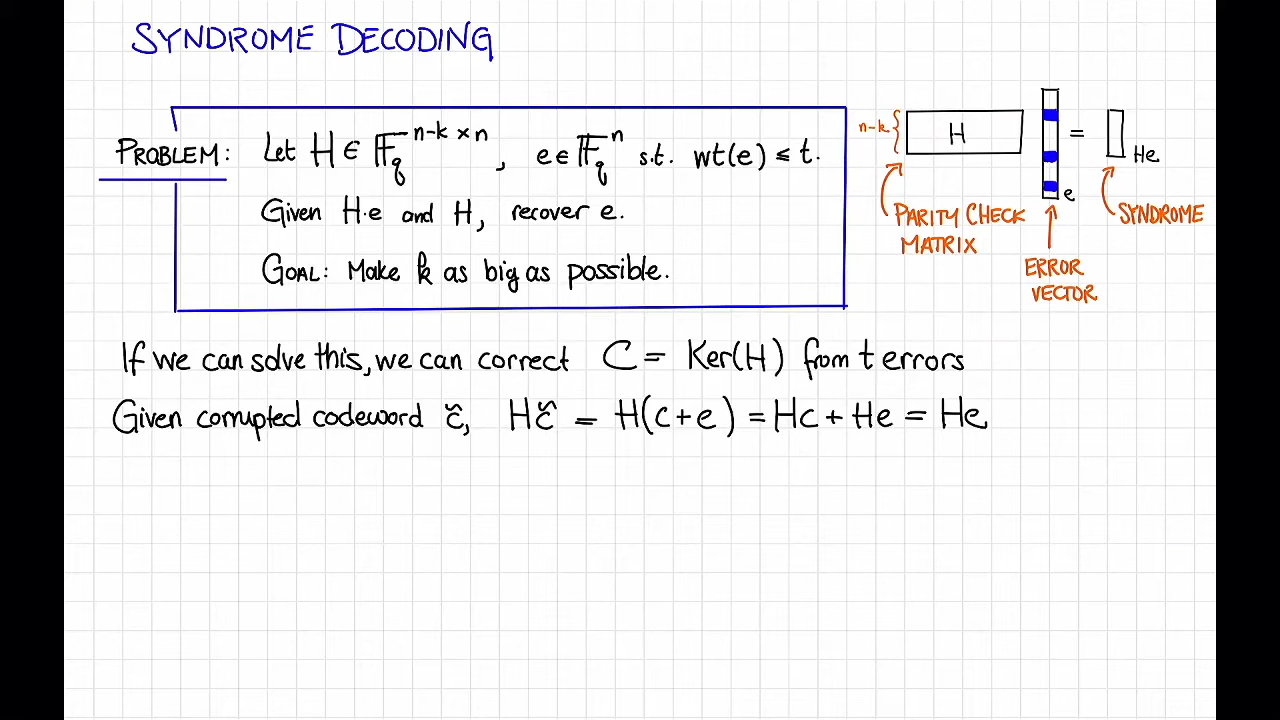 SYNDROME DECODING
PROBLEM: Let H ∈ 𝔽_q^{n-k × n}, e ∈ 𝔽_q^n s.t. wt(e) ≤ t.
Given H·e and H, recover e.
GOAL: Make k as big as possible.
n-k { H e = He
PARITY CHECK
MATRIX
ERROR
VECTOR
SYNDROME
If we can solve this, we can correct C = Ker(H) from t errors
Given corrupted codeword c̃, Hc̃ = H(c+e) = Hc + He = He